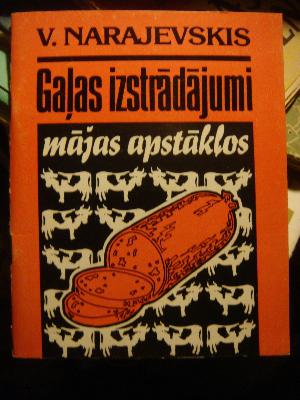 V. NARAJEVSKIS
Gaļas izstrādājumi
mājas apstākļos